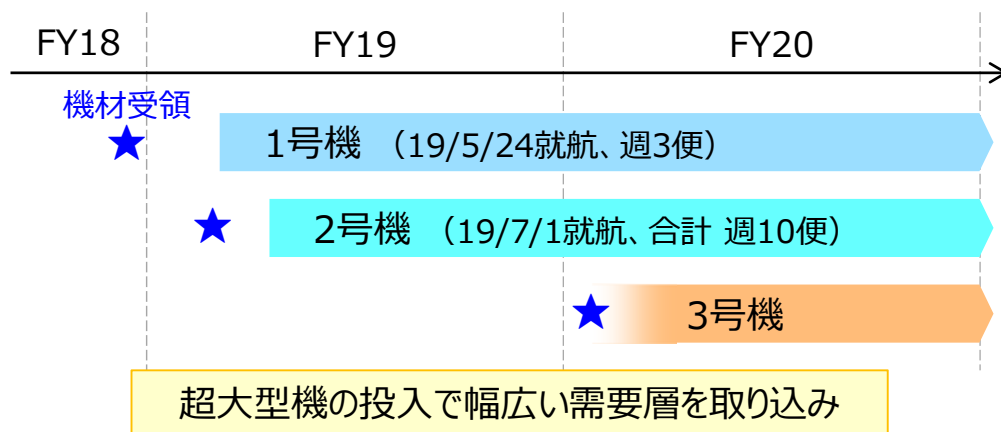 FY18 FY19 FY20
機材受領
1号機 （19/5/24就航、週3便）
2号機 （19/7/1就航、合計 週10便）
3号機
超大型機の投入で幅広い需要層を取り込み